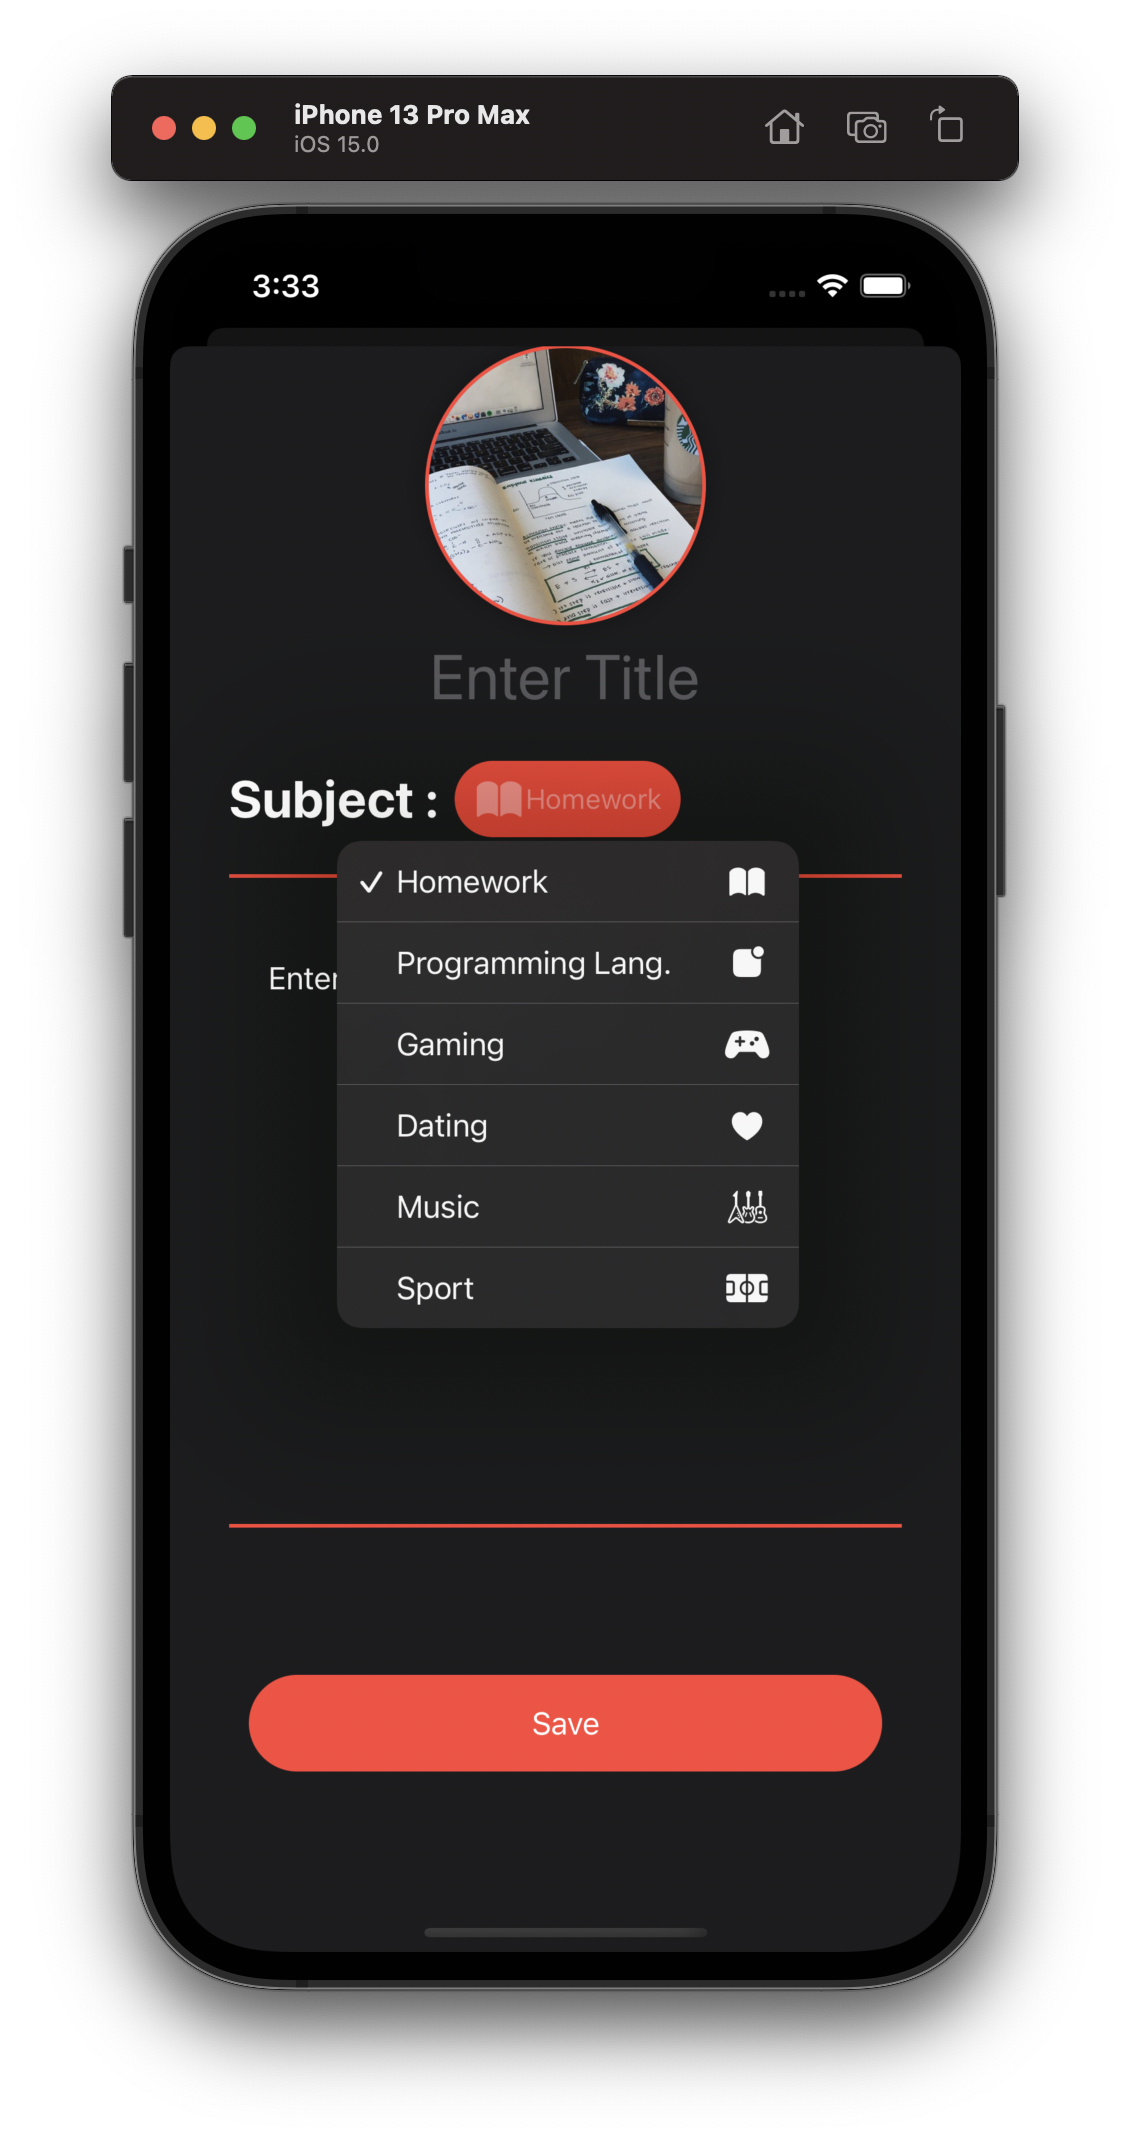 iPhone 13 Pro Max
iOS 15.0
3:33
Enter Title
Subject :
Homework
Homework
Programming Lang.
Enter
Gaming
Dating
Music
Sport
Save